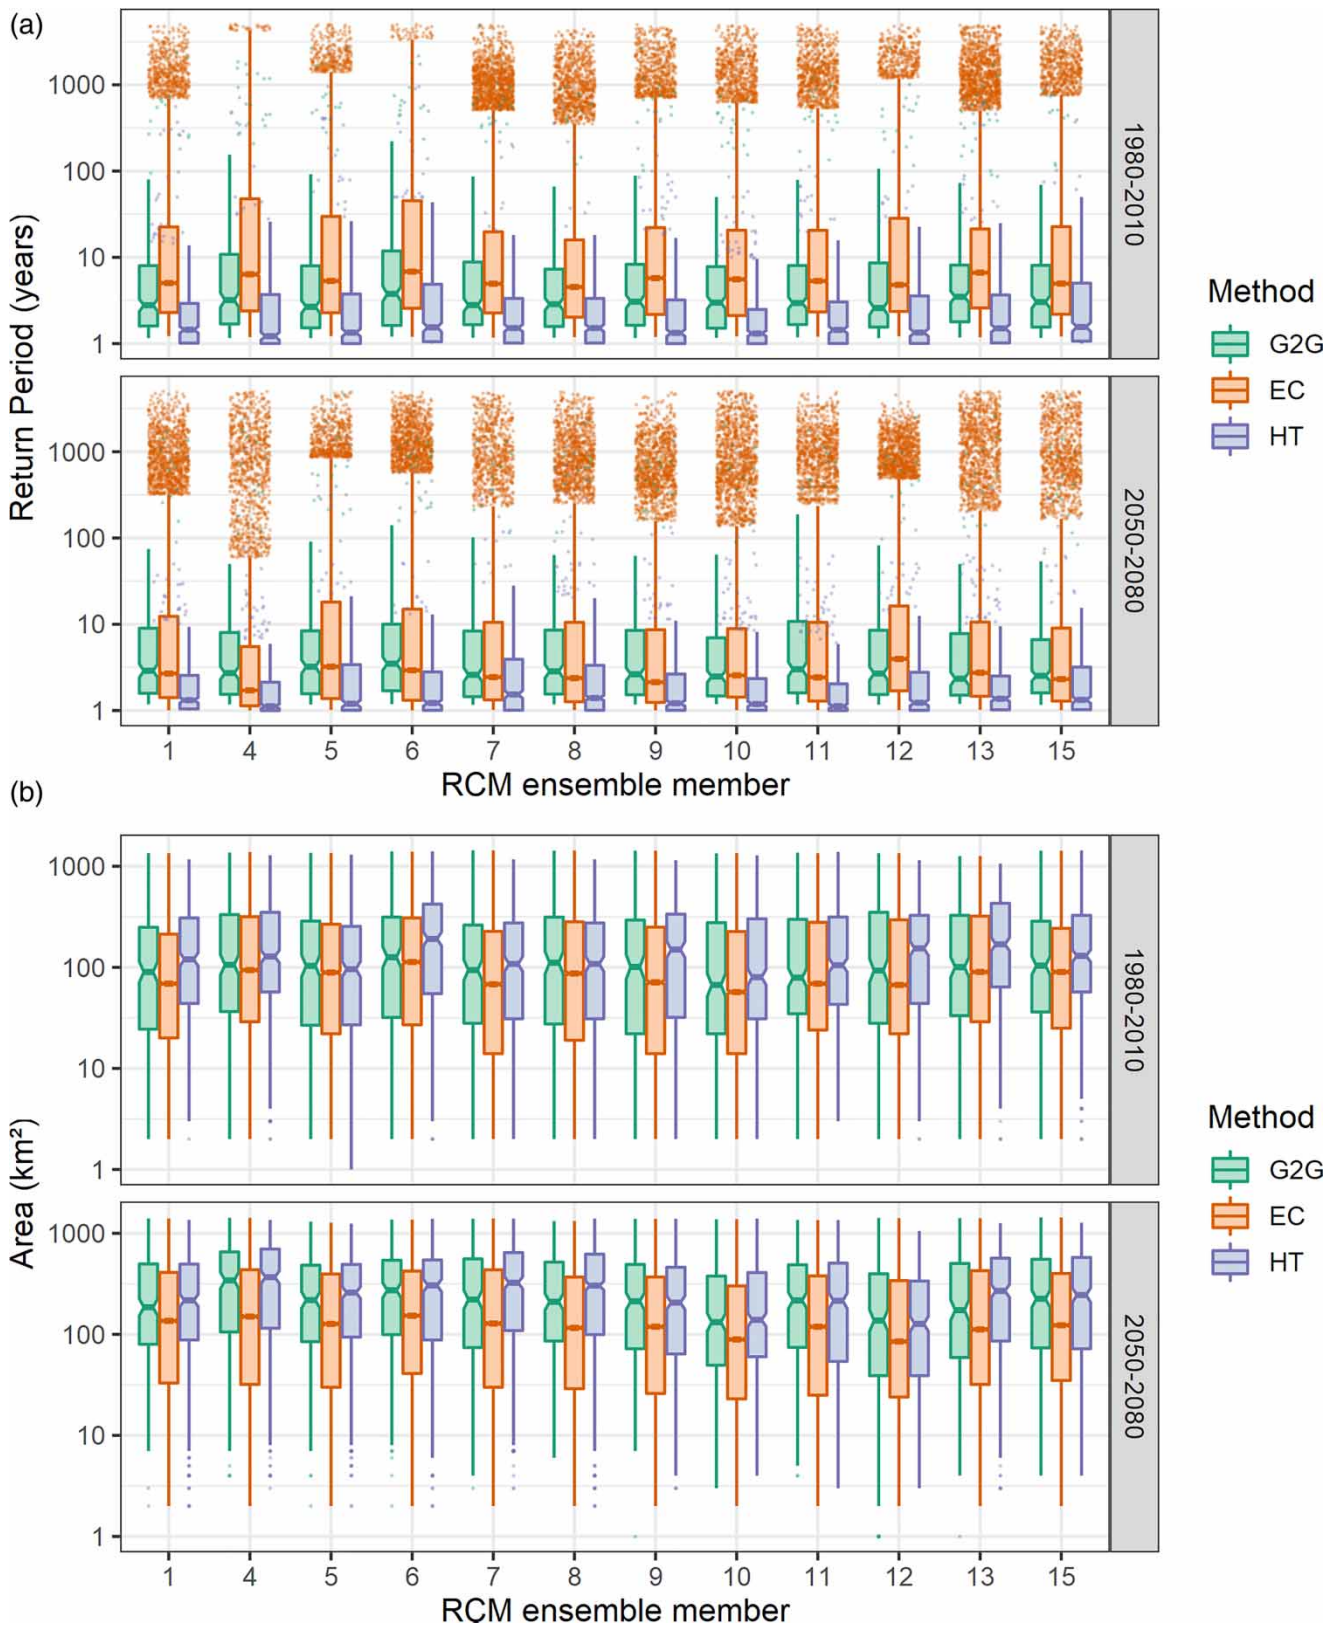 (a)
1000
100
10
1
1980-2010
1000
100
10
1
2050-2080
Return Period (years)
1 4 5 6 7 8 9 10 11 12 13 15
RCM ensemble member
Method
G2G
EC
HT
(b)
1000
100
10
1
1980-2010
1000
100
10
1
2050-2080
Area (km²)
1 4 5 6 7 8 9 10 11 12 13 15
RCM ensemble member
Method
G2G
EC
HT